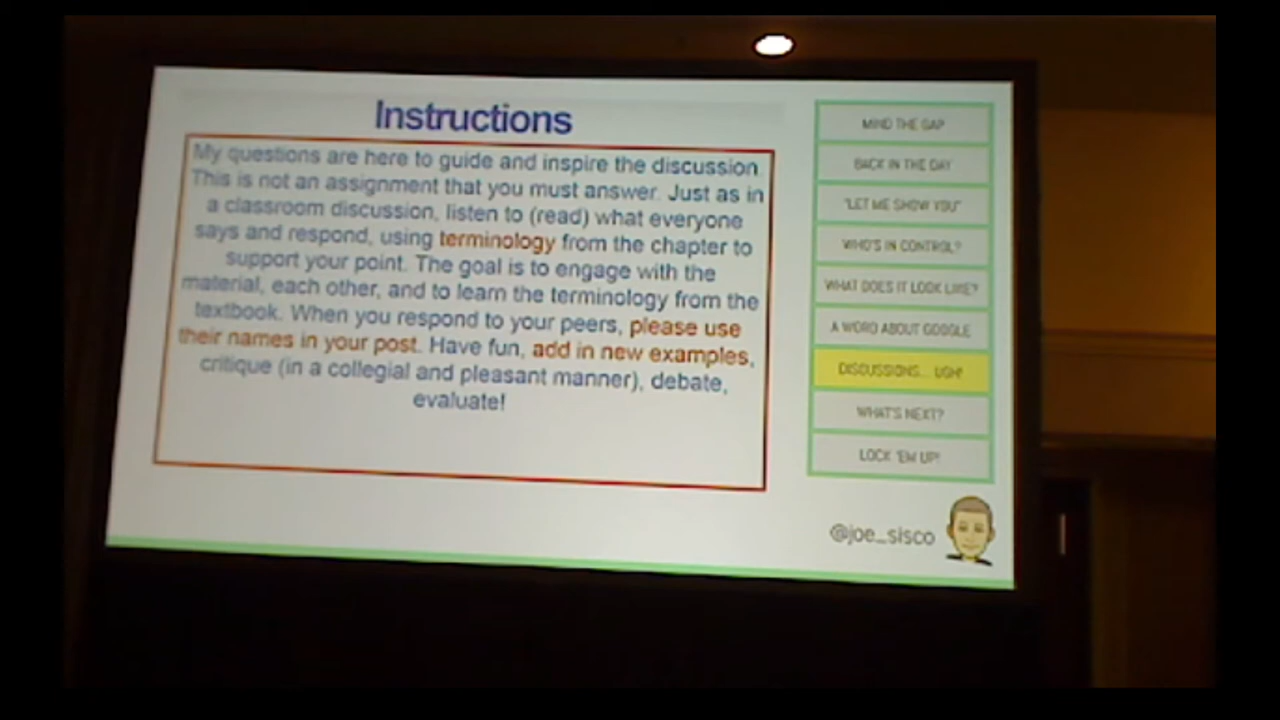 Instructions
My questions are here to guide and inspire the discussion.
This is not an assignment that you must answer. Just as in
a classroom discussion, listen to (read) what everyone
says and respond, using terminology from the chapter to
support your point. The goal is to engage with the
material, each other, and to learn the terminology from the
textbook. When you respond to your peers, please use
their names in your post. Have fun, add in new examples,
critique (in a collegial and pleasant manner), debate,
evaluate!
MIND THE GAP
BACK IN THE DAY
"LET ME SHOW YOU"
WHO'S IN CONTROL?
WHAT DOES IT LOOK LIKE?
A WORD ABOUT GOOGLE
DISCUSSIONS... UGH!
WHAT'S NEXT?
LOCK 'EM UP!
@joe_sisco